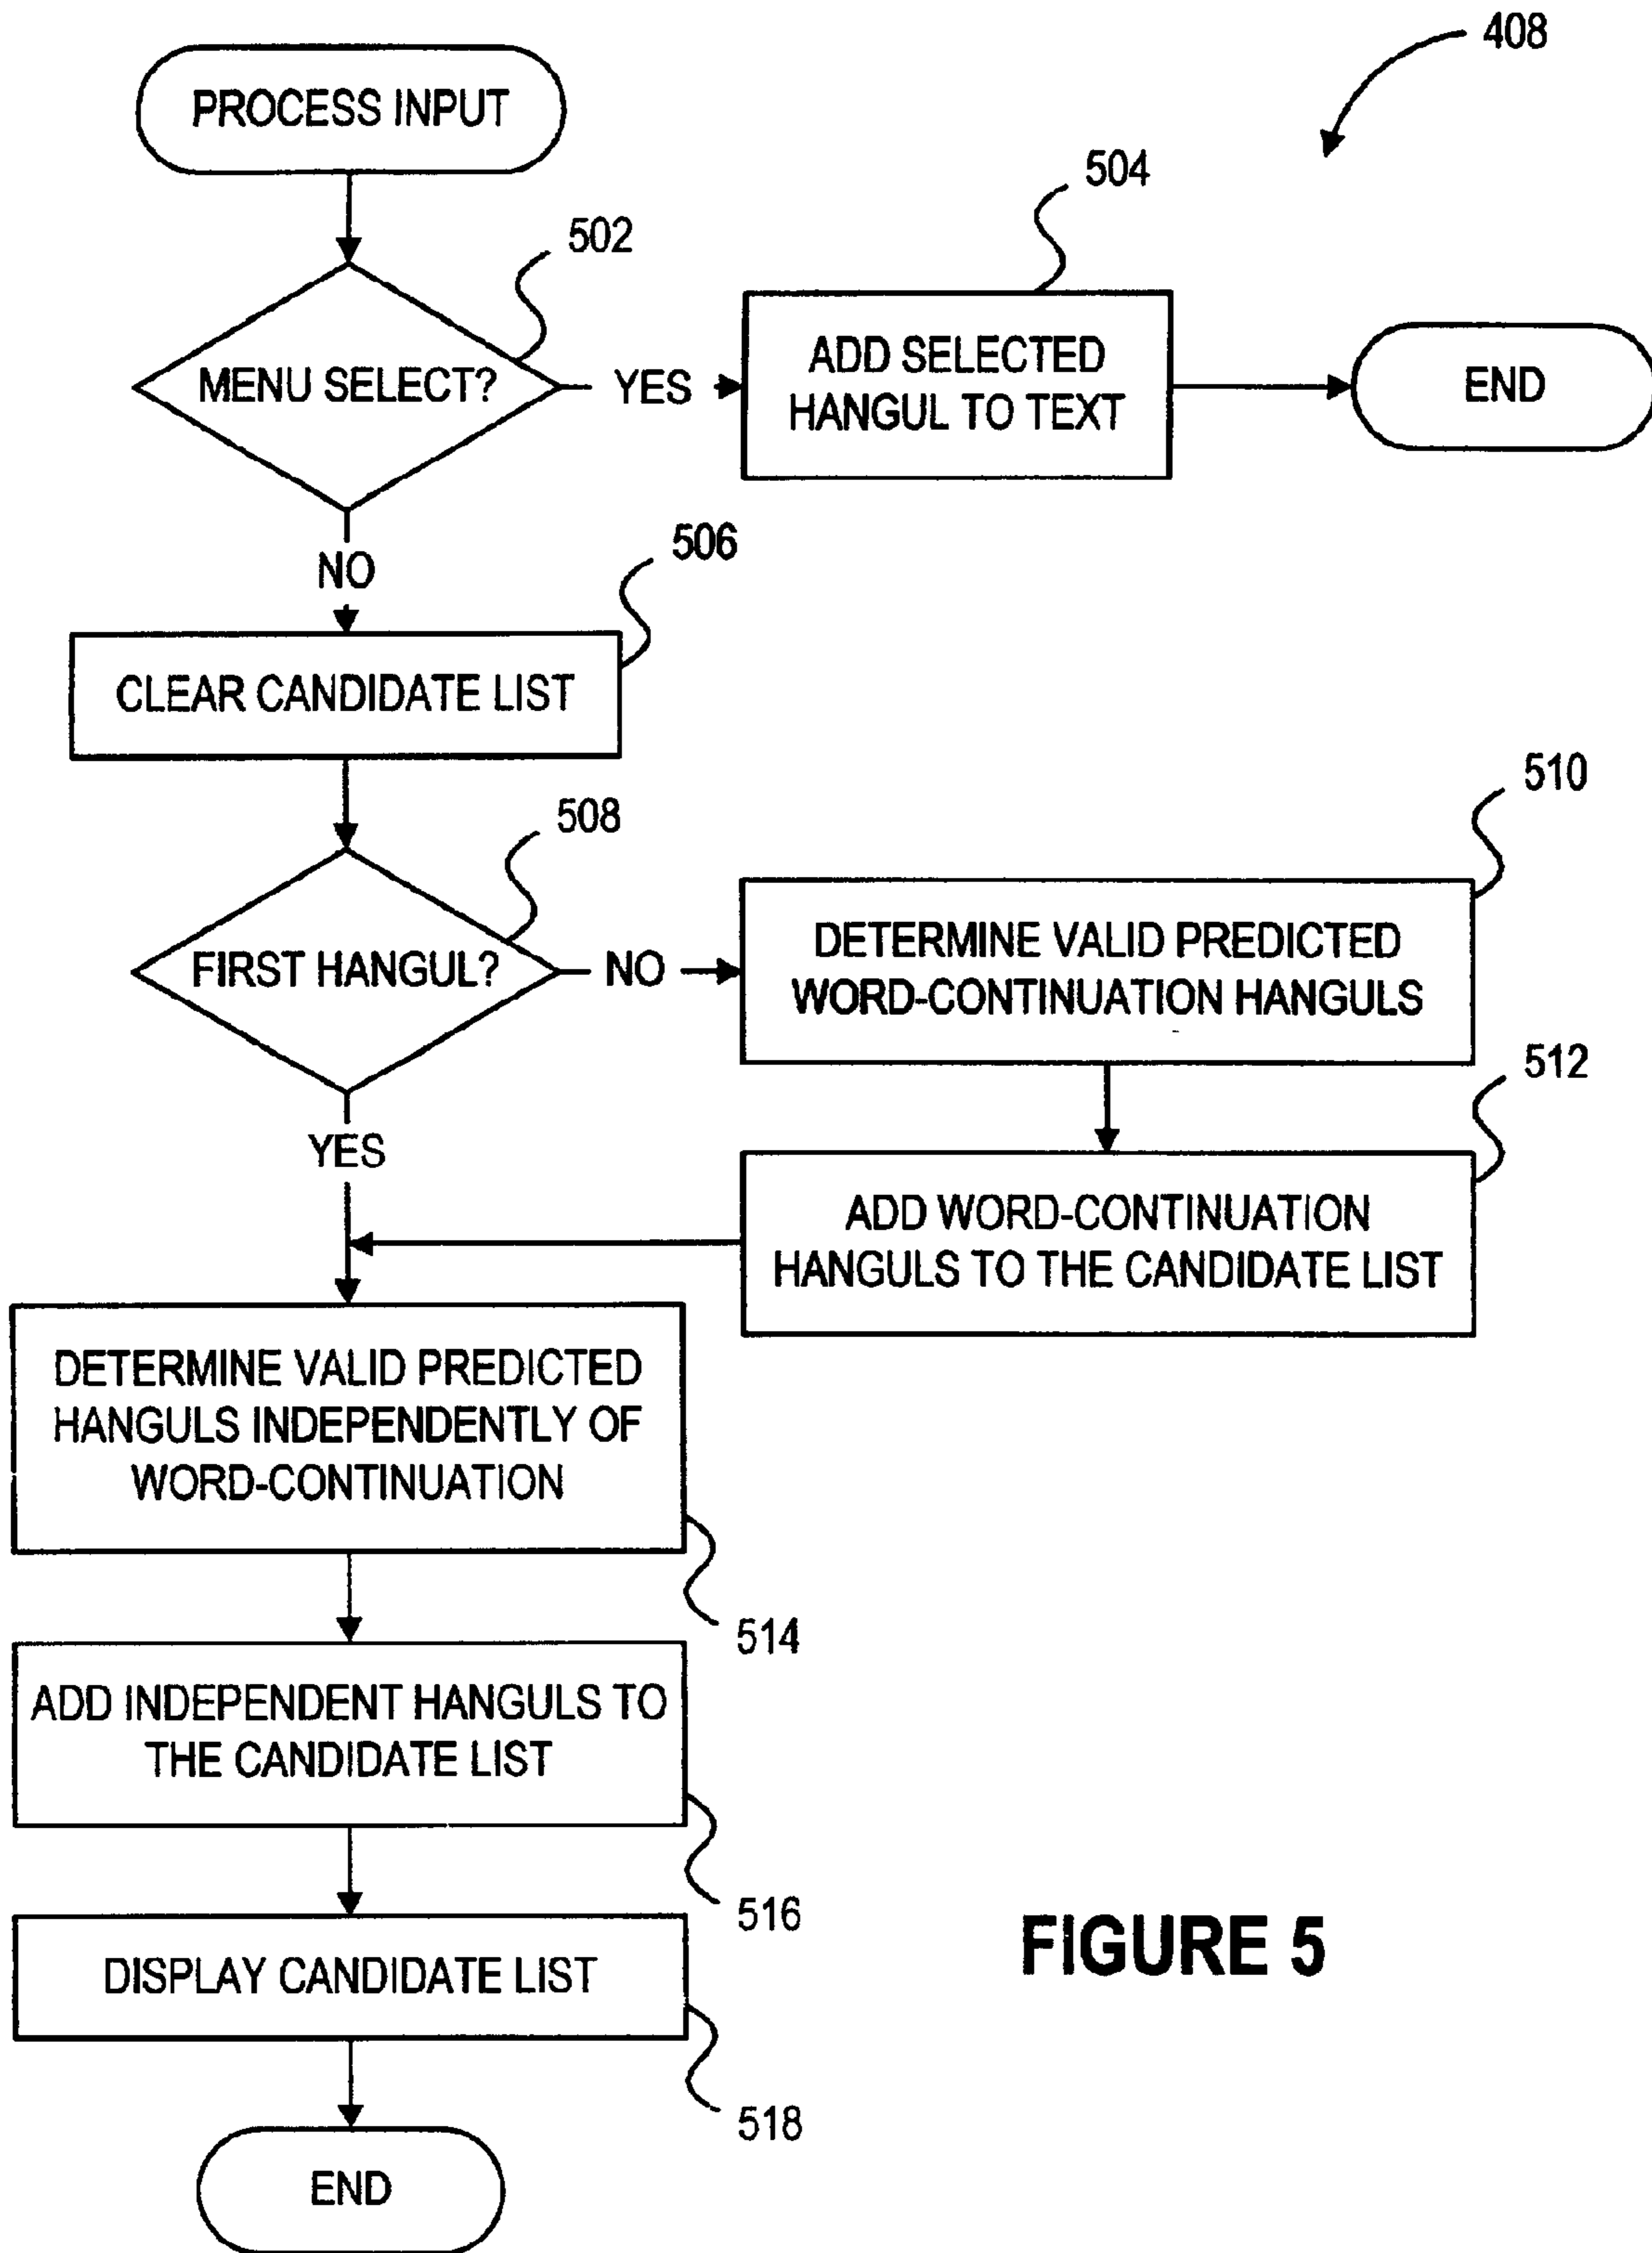 408
PROCESS INPUT
502
MENU SELECT?
YES
504
ADD SELECTED
HANGUL TO TEXT
END
NO
506
CLEAR CANDIDATE LIST
508
FIRST HANGUL?
NO
510
DETERMINE VALID PREDICTED
WORD-CONTINUATION HANGULS
512
ADD WORD-CONTINUATION
HANGULS TO THE CANDIDATE LIST
YES
DETERMINE VALID PREDICTED
HANGULS INDEPENDENTLY OF
WORD-CONTINUATION
514
ADD INDEPENDENT HANGULS TO
THE CANDIDATE LIST
516
DISPLAY CANDIDATE LIST
518
END
FIGURE 5